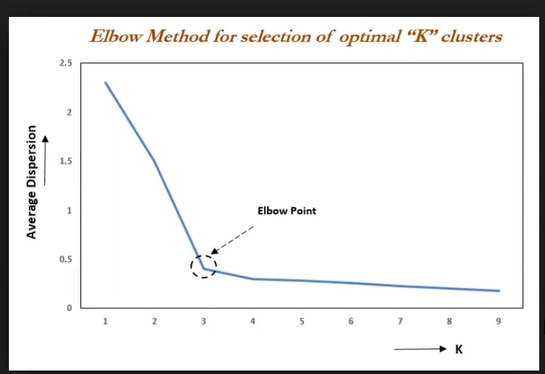 Elbow Method for selection of optimal “K” clusters
2.5
2
1.5
1
0.5
0
Average Dispersion
Elbow Point
1 2 3 4 5 6 7 8 9
K